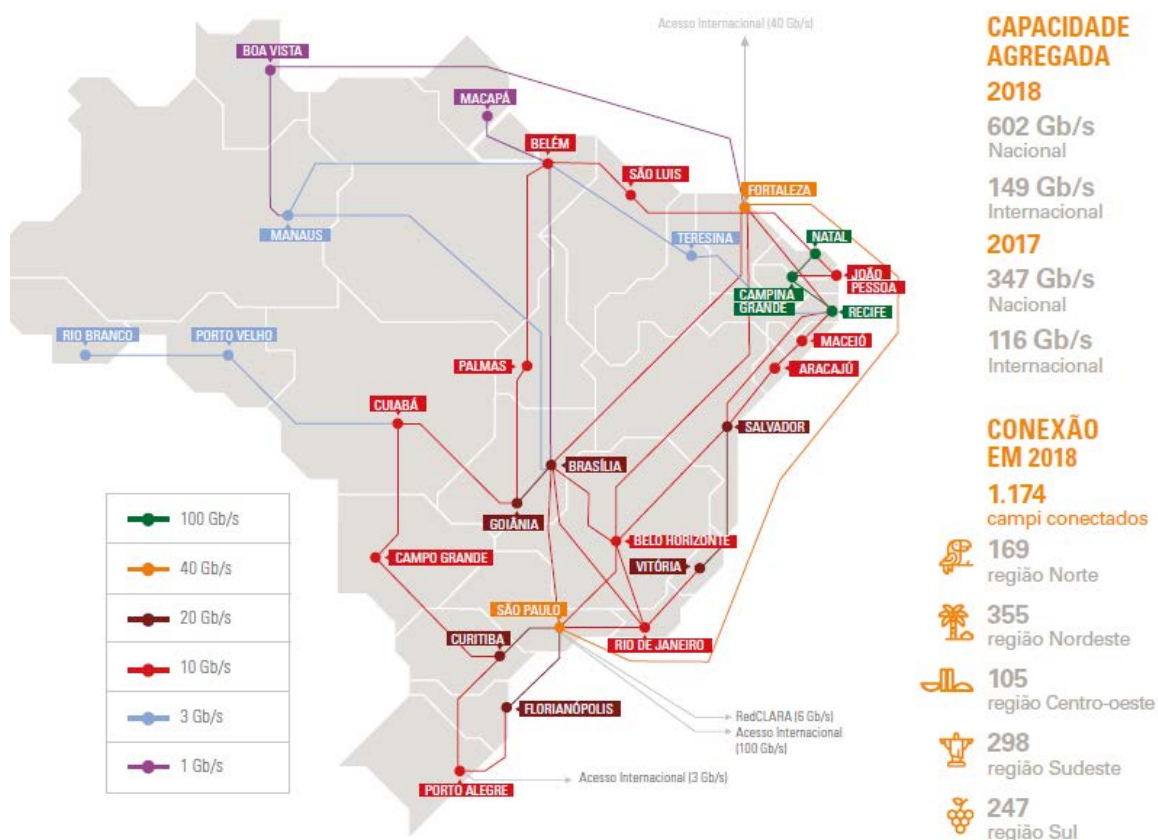 Acesso Internacional (40 Gb/s)
BOA VISTA
MACAPÁ
BELÉM
SÃO LUIS
FORTALEZA
MANAUS
TERESINA
NATAL
JOÃO
PESSOA
CAMPINA
GRANDE
RECIFE
RIO BRANCO
PORTO VELHO
MACEIÓ
PALMAS
ARACAJÚ
CUIABÁ
SALVADOR
BRASÍLIA
GOIÂNIA
BELO HORIZONTE
CAMPO GRANDE
VITÓRIA
SÃO PAULO
CURITIBA
RIO DE JANEIRO
FLORIANÓPOLIS
RedCLARA (6 Gb/s)
Acesso Internacional
(100 Gb/s)
Acesso Internacional (3 Gb/s)
PORTO ALEGRE
100 Gb/s
40 Gb/s
20 Gb/s
10 Gb/s
3 Gb/s
1 Gb/s
CAPACIDADE
AGREGADA
2018
602 Gb/s
Nacional
149 Gb/s
Internacional
2017
347 Gb/s
Nacional
116 Gb/s
Internacional
CONEXÃO
EM 2018
1.174
campi conectados
169
região Norte
355
região Nordeste
105
região Centro-oeste
298
região Sudeste
247
região Sul